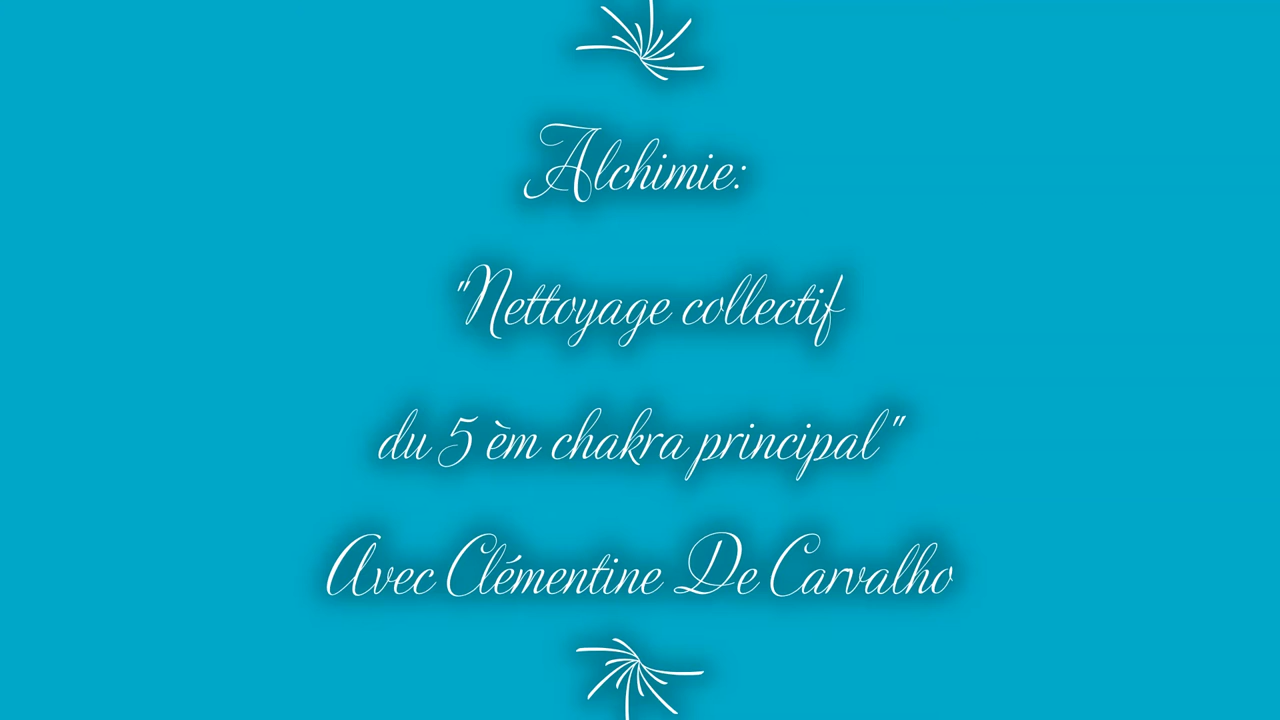 Alchimie:
"Nettoyage collectif
du 5 èm chakra principal"
Avec Clémentine De Carvalho